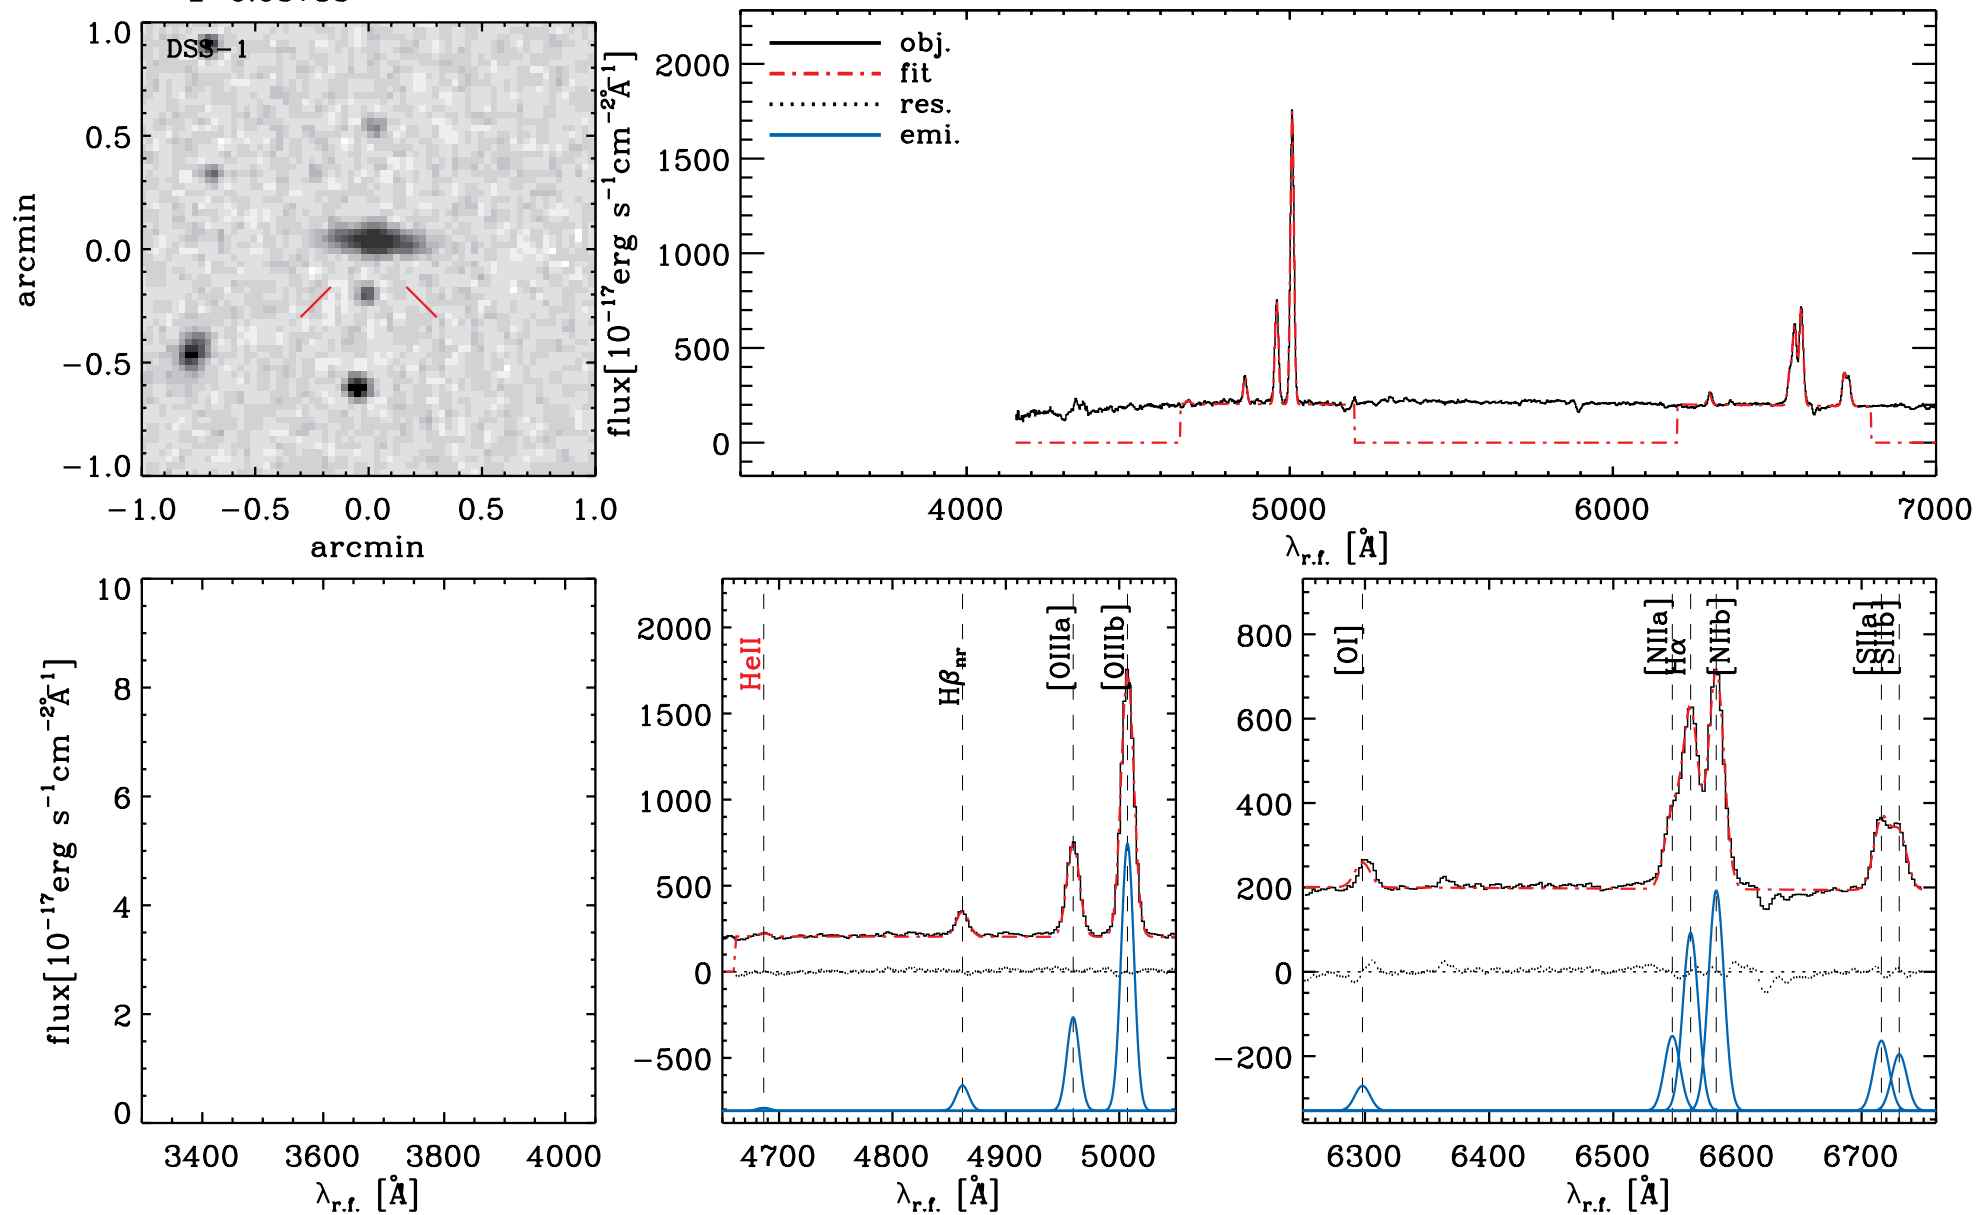 DSS-1
1.0
0.5
0.0
−0.5
−1.0
arcmin
−1.0 −0.5 0.0 0.5 1.0
arcmin
flux[10⁻¹⁷erg s⁻¹cm⁻²Å⁻¹]
2000
1500
1000
500
0
obj.
fit
res.
emi.
4000 5000 6000 7000
λr.f. [Å]
flux[10⁻¹⁷erg s⁻¹cm⁻²Å⁻¹]
10
8
6
4
2
0
3400 3600 3800 4000
λr.f. [Å]
2000
1500
1000
500
0
−500
HeII
Hβnr
[OIIIa]
[OIIIb]
4700 4800 4900 5000
λr.f. [Å]
800
600
400
200
0
−200
[OI]
[NIIa]
Hα
[NIIb]
[SIIa]
[SIIb]
6300 6400 6500 6600 6700
λr.f. [Å]